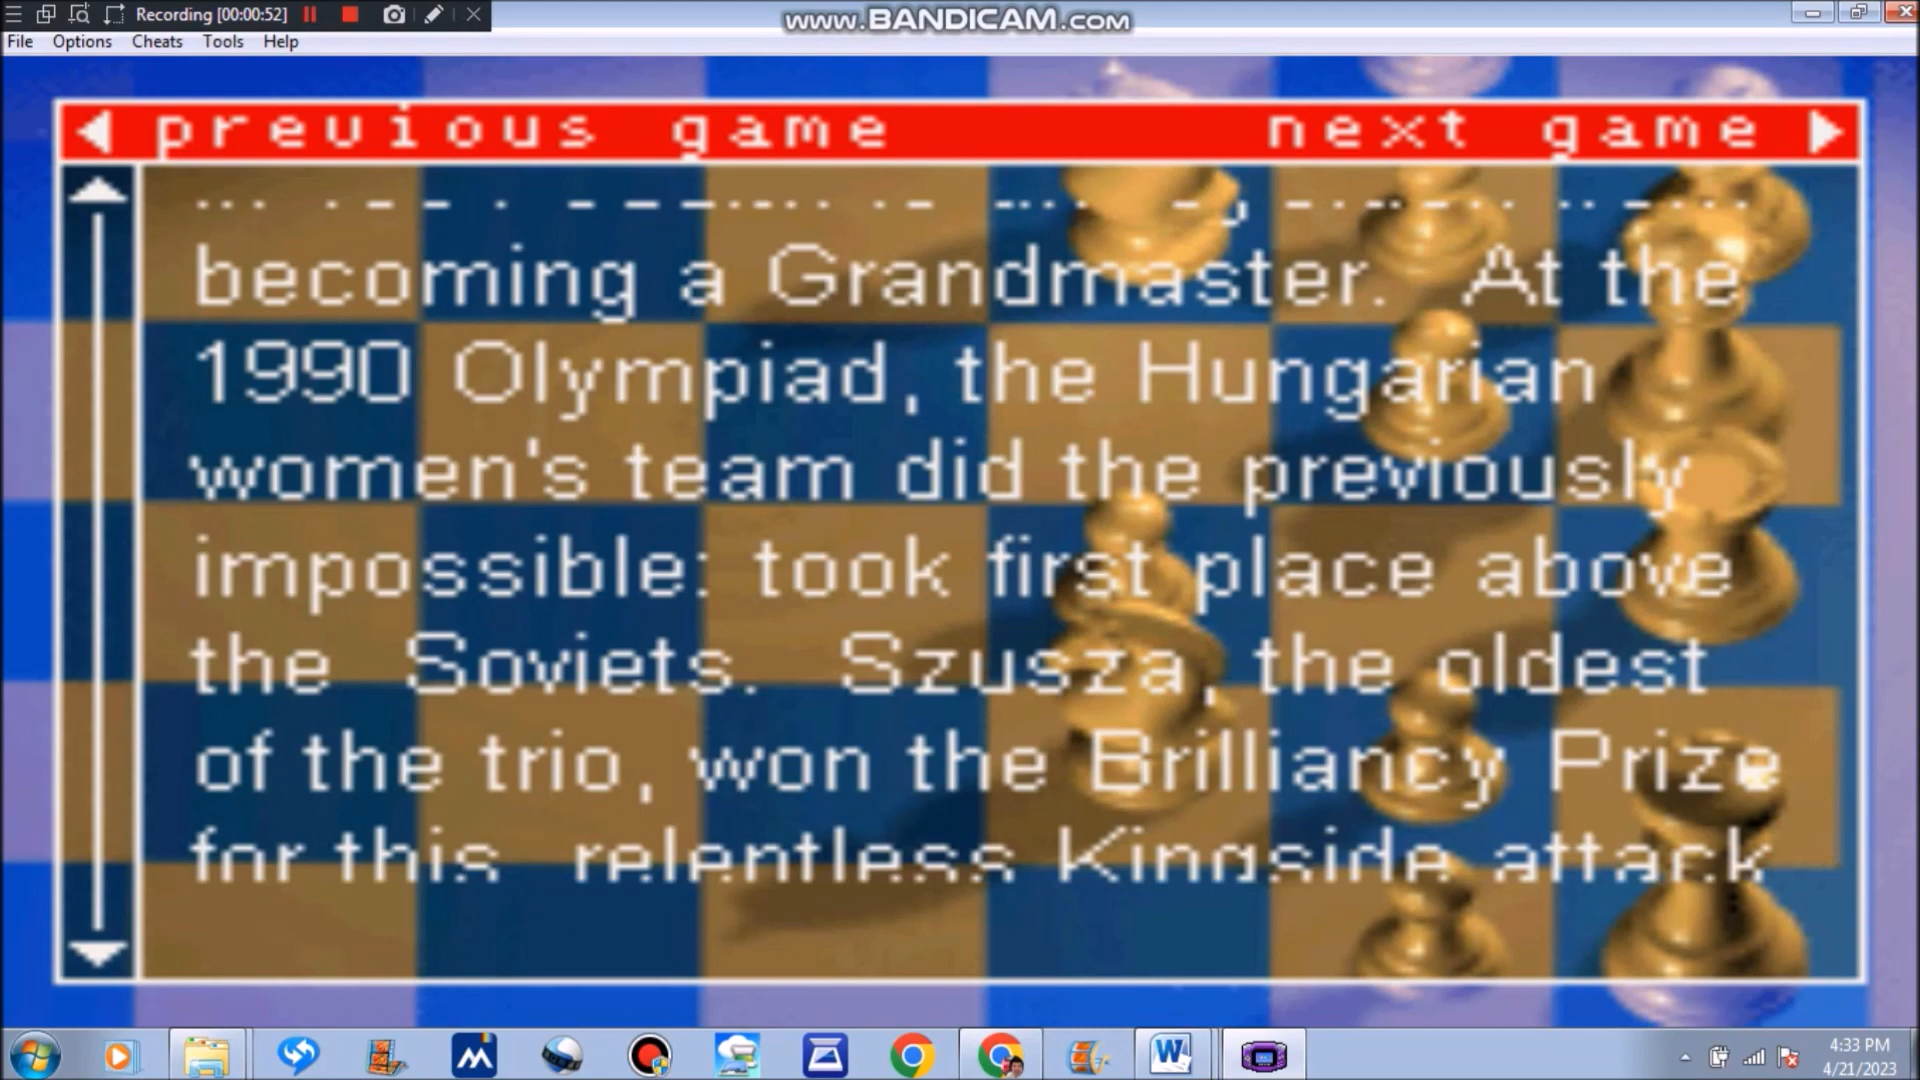 Recording [00:00:52]
www.BANDICAM.com
File Options Cheats Tools Help
previous game next game
becoming a Grandmaster. At the
1990 Olympiad, the Hungarian
women's team did the previously
impossible: took first place above
the Soviets. Szusza, the oldest
of the trio, won the Brilliancy Prize
for this relentless Kingside attack
4:33 PM
4/21/2023